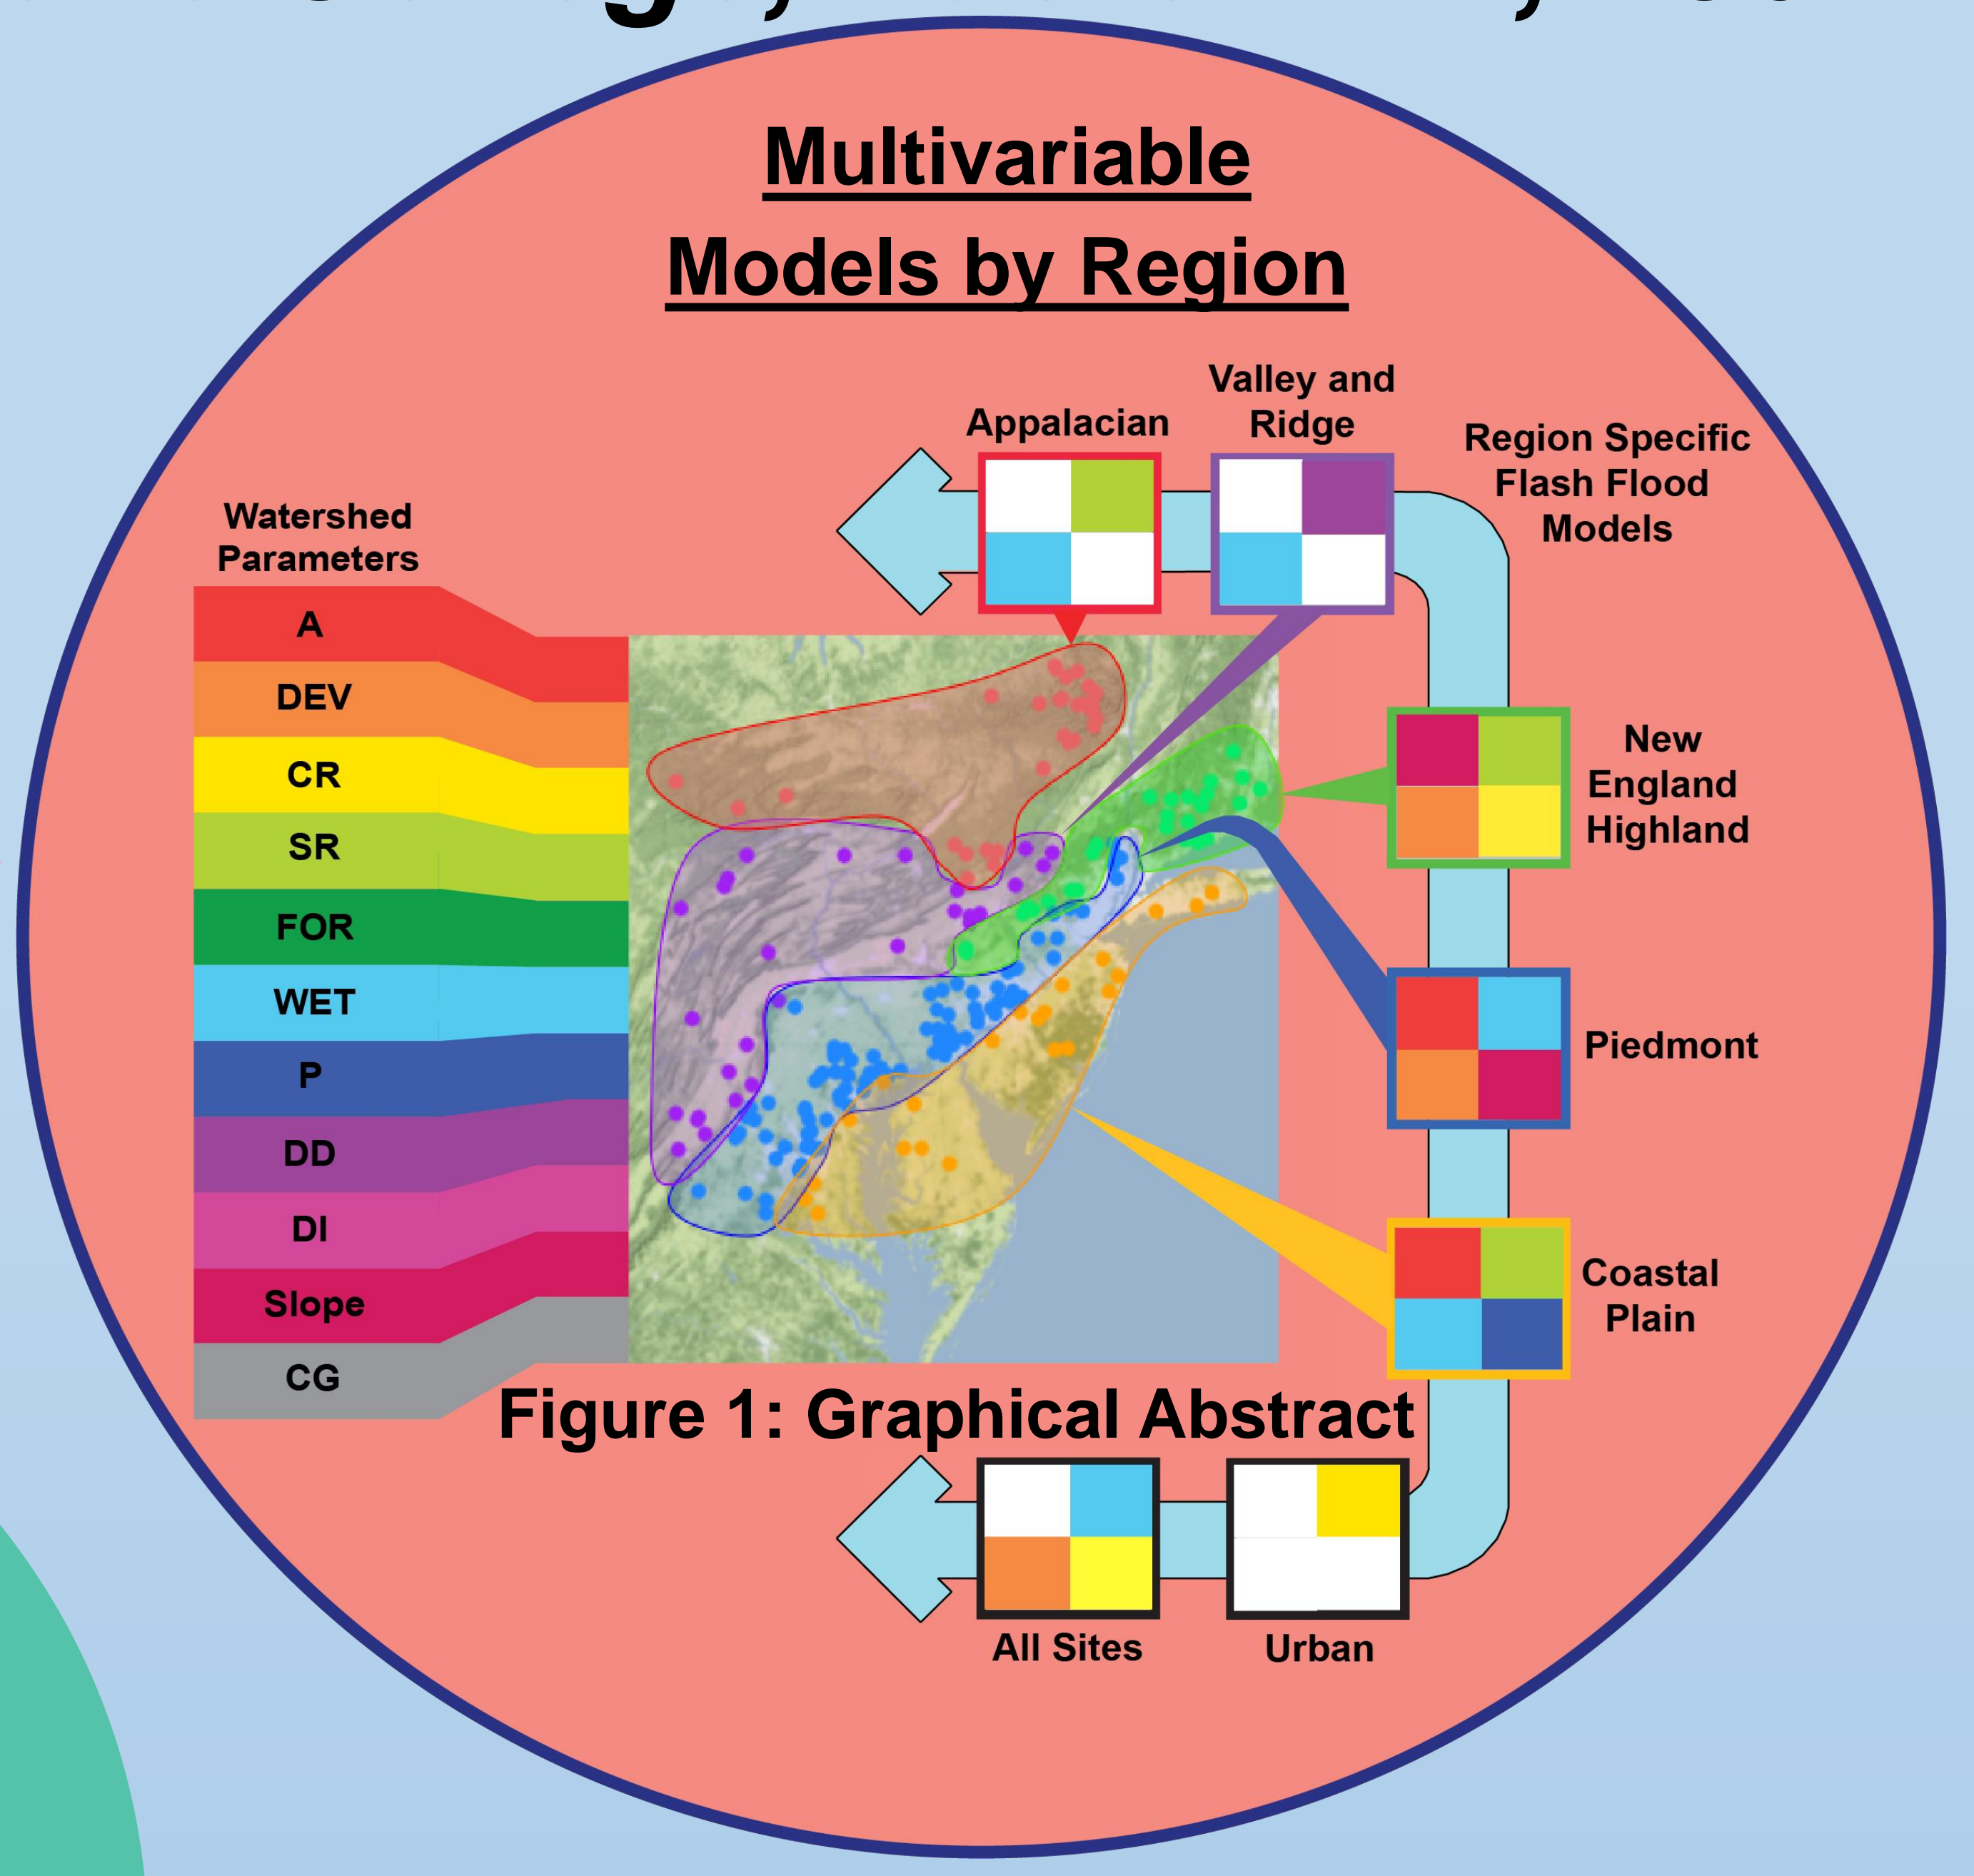 Multivariable
Models by Region
Appalacian
Valley and
Ridge
Region Specific
Flash Flood
Models
Watershed
Parameters
A
DEV
CR
SR
FOR
WET
P
DD
DI
Slope
CG
New
England
Highland
Piedmont
Coastal
Plain
Figure 1: Graphical Abstract
All Sites
Urban